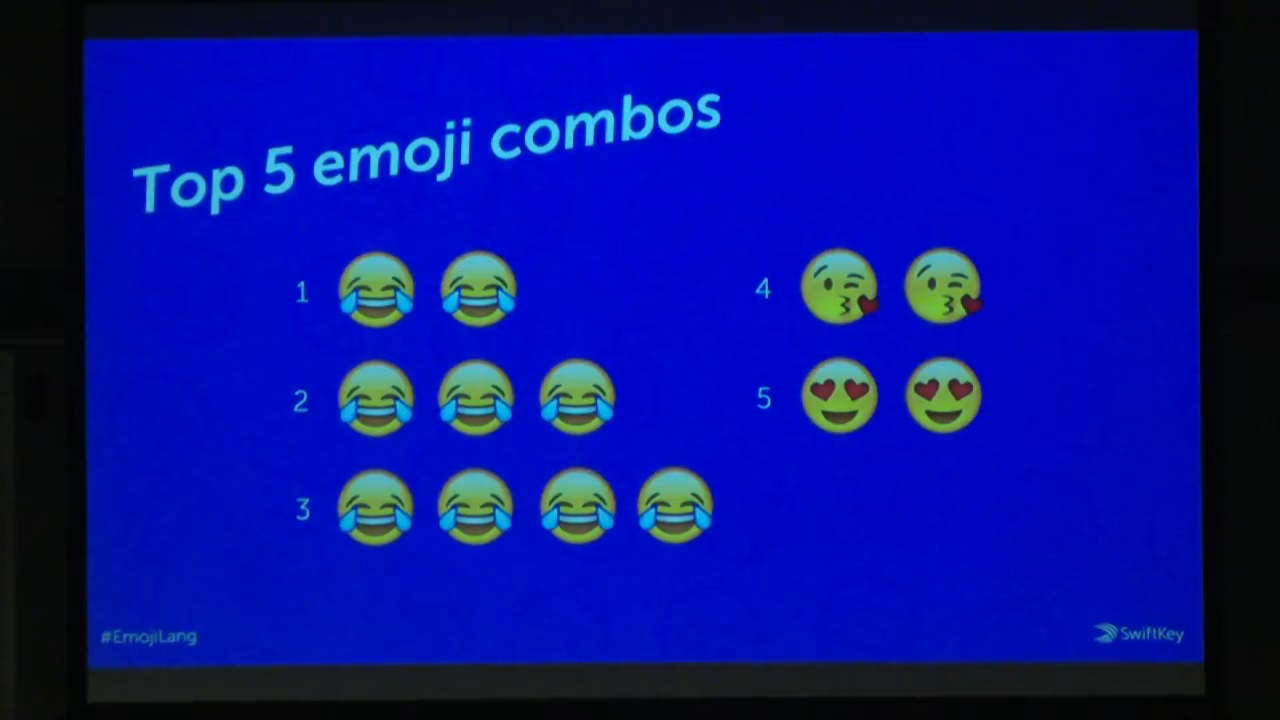 Top 5 emoji combos
1 😂 😂
2 😂 😂 😂
3 😂 😂 😂 😂
4 😘 😘
5 😍 😍
#EmojiLang
SwiftKey